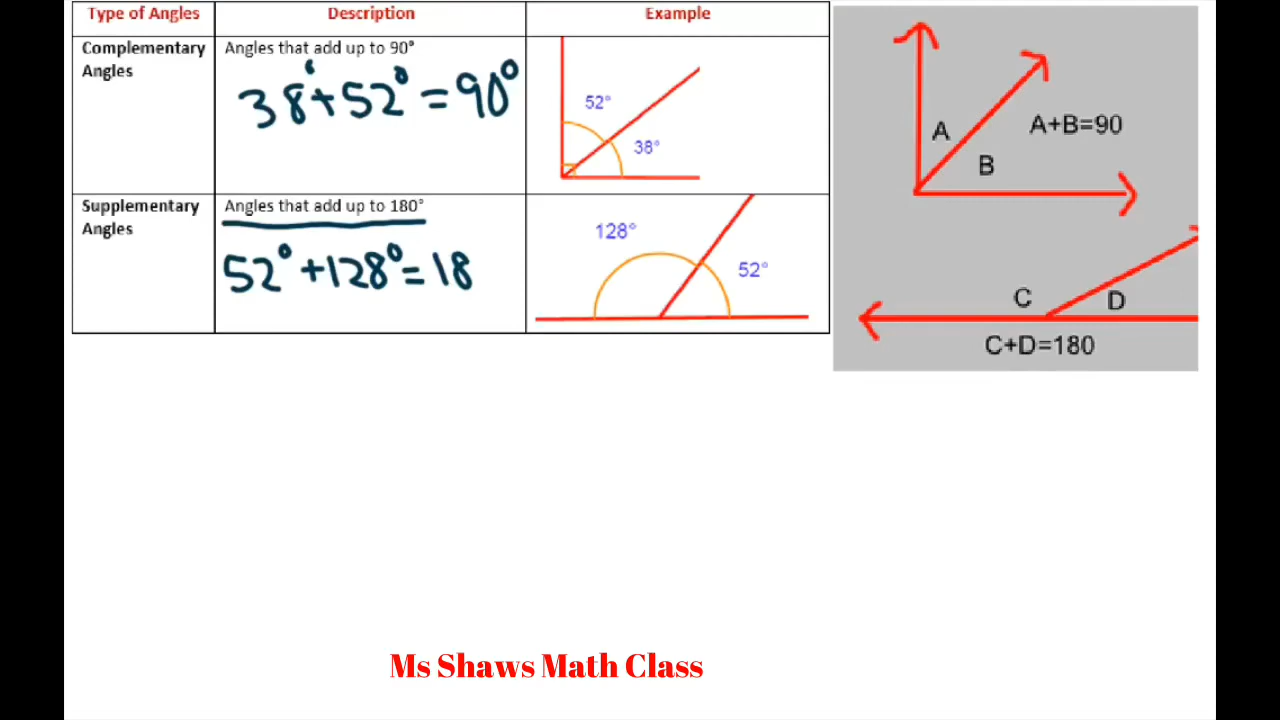 Type of Angles
Description
Example
Complementary
Angles
Angles that add up to 90°
38°+52°=90°
52°
38°
Supplementary
Angles
Angles that add up to 180°
52°+128°=18
128°
52°
A
B
A+B=90
C
D
C+D=180
Ms Shaws Math Class